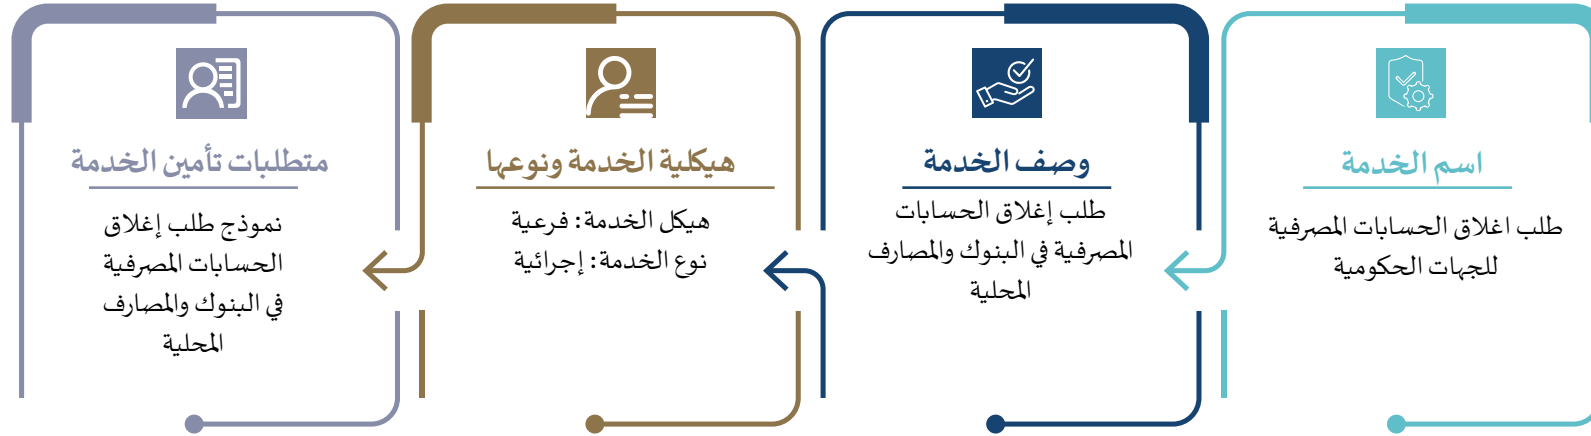 اسم الخدمة
طلب اغلاق الحسابات المصرفية
للجهات الحكومية
وصف الخدمة
طلب إغلاق الحسابات
المصرفية في البنوك والمصارف
المحلية
هيكلية الخدمة ونوعها
هيكل الخدمة: فرعية
نوع الخدمة: إجرائية
متطلبات تأمين الخدمة
نموذج طلب إغلاق
الحسابات المصرفية
في البنوك والمصارف
المحلية